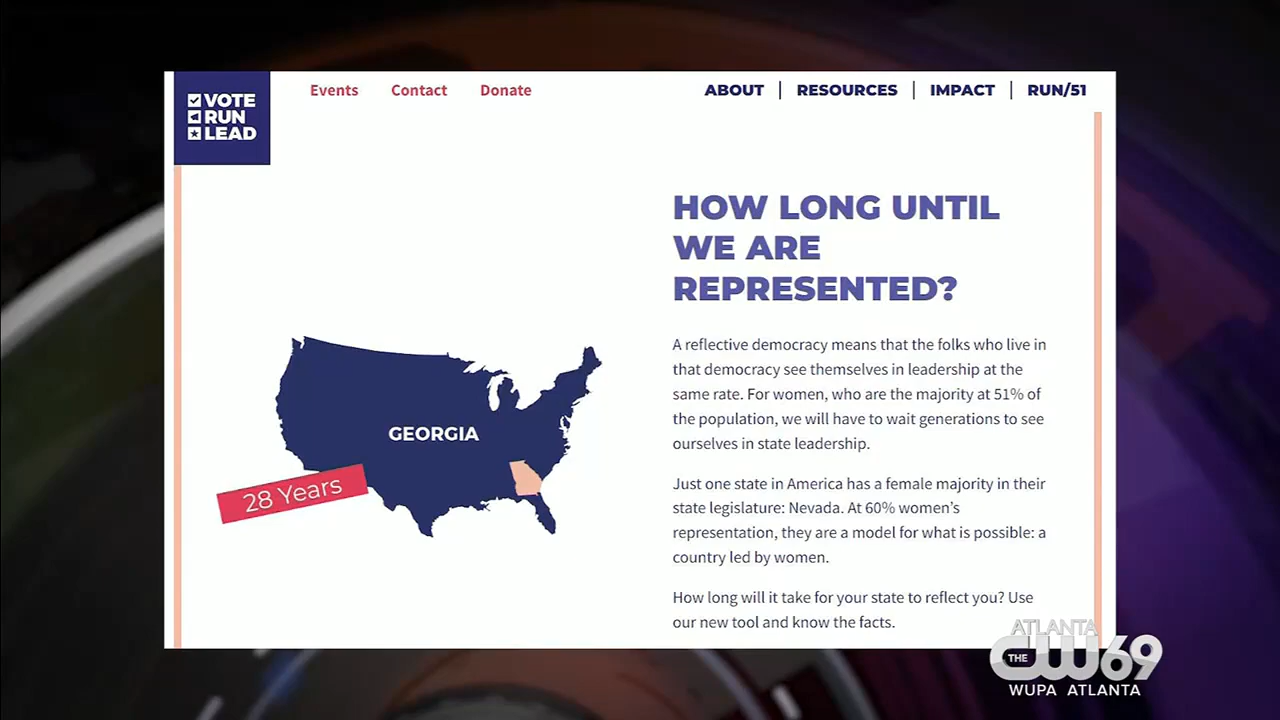 VOTE
RUN
LEAD
Events Contact Donate
ABOUT | RESOURCES | IMPACT | RUN/51
HOW LONG UNTIL
WE ARE
REPRESENTED?
GEORGIA
28 Years
A reflective democracy means that the folks who live in
that democracy see themselves in leadership at the
same rate. For women, who are the majority at 51% of
the population, we will have to wait generations to see
ourselves in state leadership.
Just one state in America has a female majority in their
state legislature: Nevada. At 60% women's
representation, they are a model for what is possible: a
country led by women.
How long will it take for your state to reflect you? Use
our new tool and know the facts.
ATLANTA
THE CW69
WUPA ATLANTA